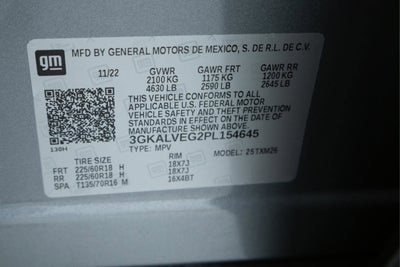 gm
MFD BY GENERAL MOTORS DE MEXICO, S. DE R.L. DE C.V.
11/22 GVWR GAWR FRT GAWR RR
2100 KG 1175 KG 1200 KG
4630 LB 2590 LB 2645 LB
THIS VEHICLE CONFORMS TO ALL
APPLICABLE U.S. FEDERAL MOTOR
VEHICLE SAFETY AND THEFT PREVENTION
STANDARDS IN EFFECT ON THE DATE OF
MANUFACTURE SHOWN ABOVE.
3GKALVEG2PL154645
130H TYPE: MPV MODEL: 25TXM26
TIRE SIZE RIM
FRT 225/60R18 H 18X7J
RR 225/60R18 H 18X7J
SPA T135/70R16 M 16X4BT